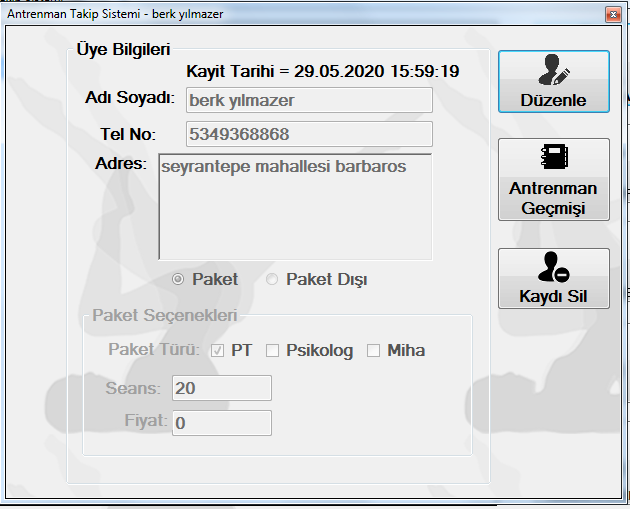 Antrenman Takip Sistemi - berk yılmazer
Üye Bilgileri
Kayit Tarihi = 29.05.2020 15:59:19
Adı Soyadı: berk yılmazer
Tel No: 5349368868
Adres: seyrantepe mahallesi barbaros
Paket Paket Dışı
Paket Seçenekleri
Paket Türü: PT Psikolog Miha
Seans: 20
Fiyat: 0
Düzenle
Antrenman
Geçmişi
Kaydı Sil